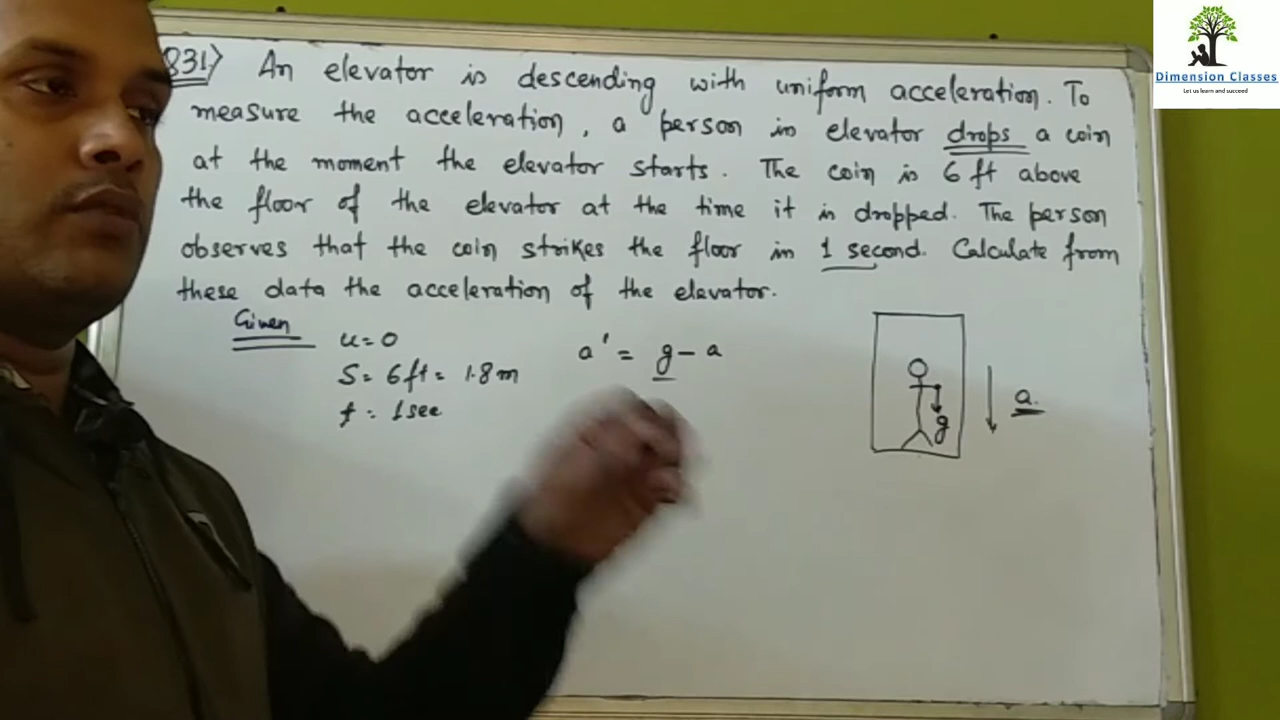 831) An elevator is descending with uniform acceleration. To
measure the acceleration, a person in elevator drops a coin
at the moment the elevator starts. The coin is 6 ft above
the floor of the elevator at the time it is dropped. The person
observes that the coin strikes the floor in 1 second. Calculate from
these data the acceleration of the elevator.
Given
u = 0
S = 6ft = 1.8 m
t = 1 sec
a' = g - a
g
a.
Dimension Classes
Let us learn and succeed